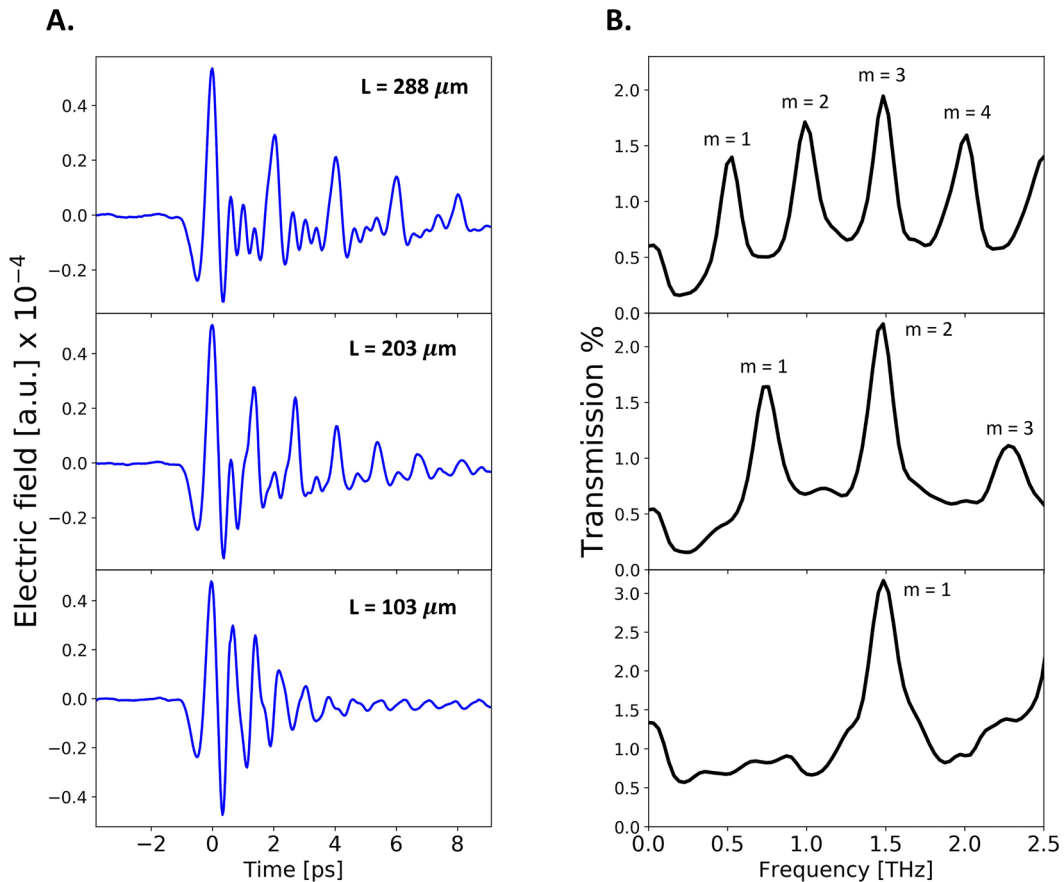 A.
B.
L = 288 μm
0.4
0.2
0.0
−0.2
L = 203 μm
0.4
0.2
0.0
−0.2
L = 103 μm
0.4
0.2
0.0
−0.2
−0.4
−2
0
2
4
6
8
Time [ps]
Electric field [a.u.] x 10⁻⁴
m = 1
m = 2
m = 3
m = 4
2.0
1.5
1.0
0.5
0.0
m = 1
m = 2
m = 3
2.0
1.5
1.0
0.5
0.0
m = 1
3.0
2.5
2.0
1.5
1.0
0.5
0.0
0.0
0.5
1.0
1.5
2.0
2.5
Frequency [THz]
Transmission %